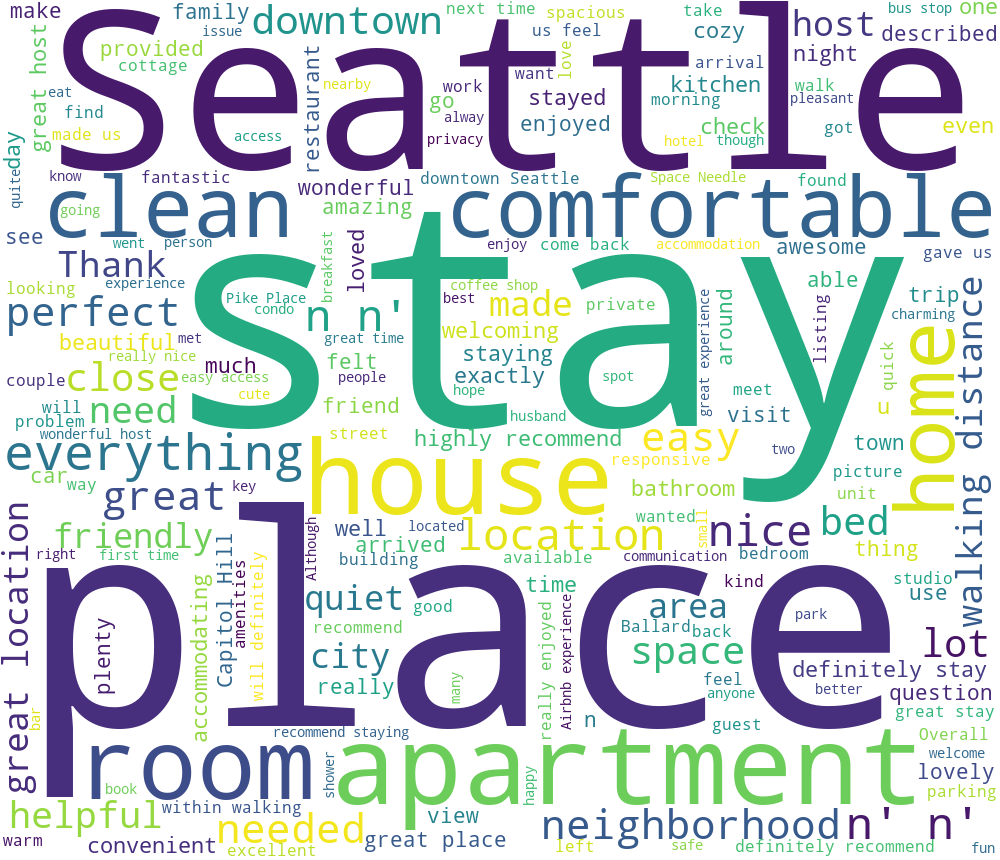 make
family
downtown
next time
spacious
take
host
bus stop
one
Seattle
issue
us feel
love
cozy
described
great host
provided
cottage
restaurant
nearby
want
arrival
night
eat
find
work
go
stayed
kitchen
morning
walk
pleasant
made us
access
alway
privacy
enjoyed
check
hotel
though
got
even
day
quite
know
fantastic
wonderful
downtown Seattle
Space Needle
found
clean
comfortable
going
amazing
see
went
person
loved
enjoy
come back
accommodation
awesome
gave us
Thank
experience
breakfast
stay
looking
coffee shop
able
trip
perfect
Pike Place
condo
n n'
made
best
private
around
listing
charming
beautiful
met
great time
welcoming
great experience
really nice
much
felt
staying
quick
home
walking distance
couple
close
easy access
people
exactly
spot
meet
cute
hope
will
problem
need
friend
husband
visit
u
wonderful host
street
highly recommend
easy
two
town
everything
house
responsive
picture
car
way
great
key
bathroom
unit
great location
friendly
well
located
location
wanted
small
nice
bed
right
first time
Although
building
arrived
available
communication
bedroom
thing
place
accommodating
Capitol Hill
amenities
will definitely
quiet
good
time
kind
studio
use
area
park
plenty
recommend
city
Ballard
back
space
lot
really
many
really enjoyed
Airbnb experience
feel
anyone
better
definitely stay
question
bar
n
guest
great stay
recommend staying
Overall
room
apartment
welcome
shower
happy
lovely
book
parking
helpful
within walking
needed
view
neighborhood
n' n'
warm
convenient
excellent
great place
left
safe
definitely recommend
fun